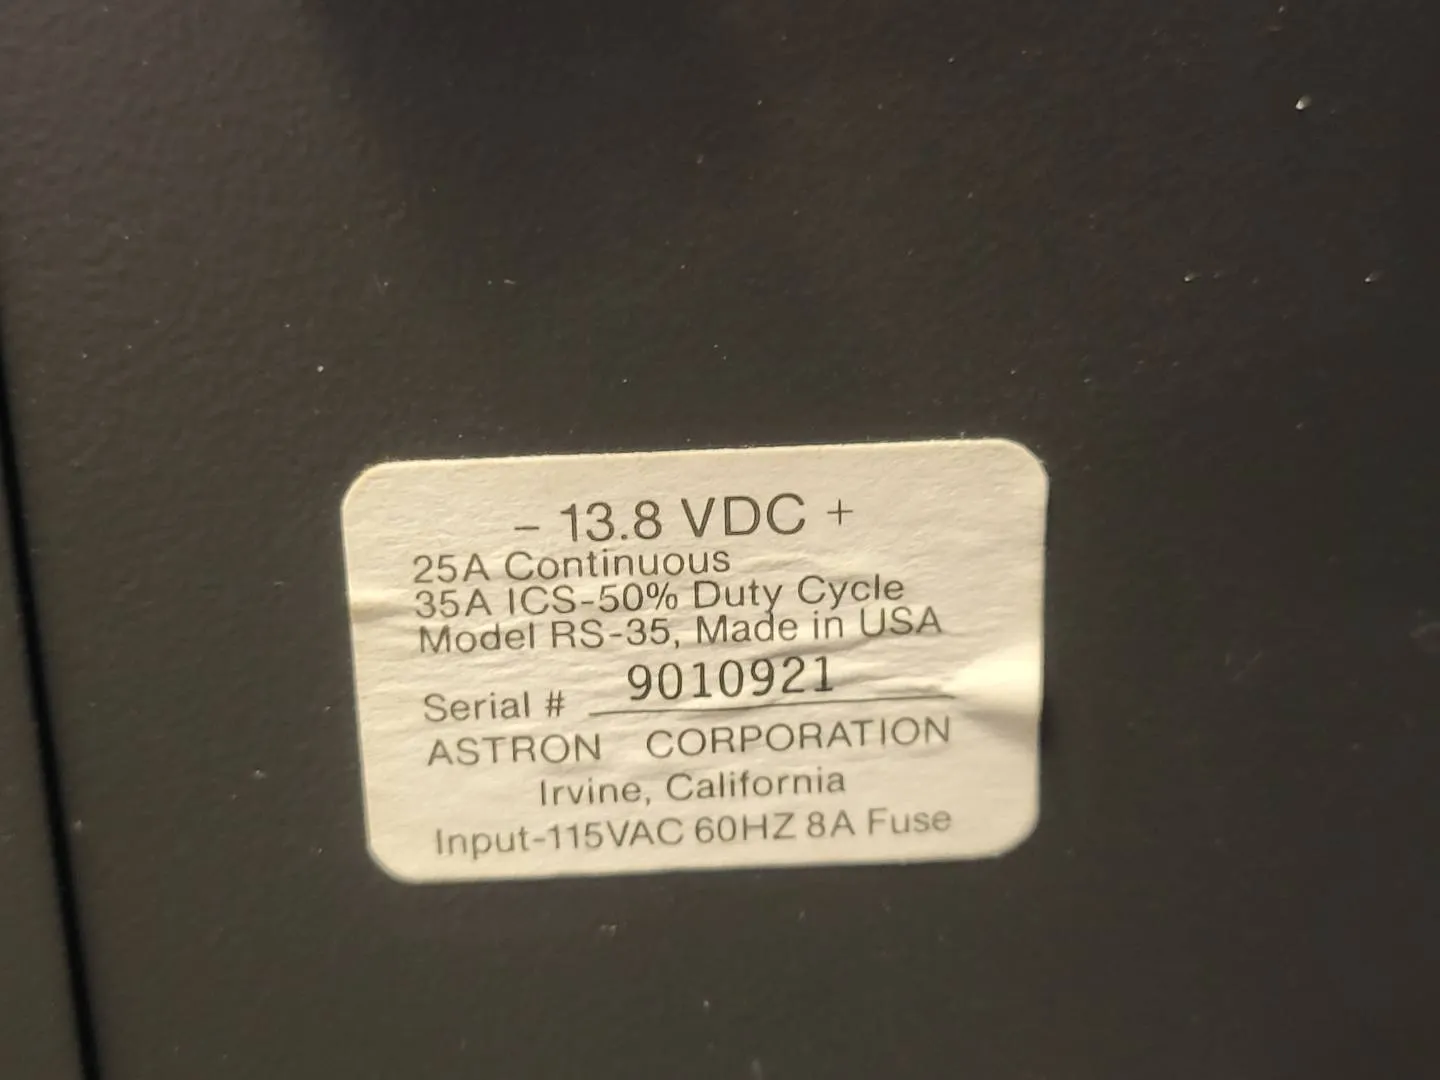 - 13.8 VDC +
25A Continuous
35A ICS-50% Duty Cycle
Model RS-35, Made in USA
Serial # 9010921
ASTRON CORPORATION
Irvine, California
Input-115VAC 60HZ 8A Fuse